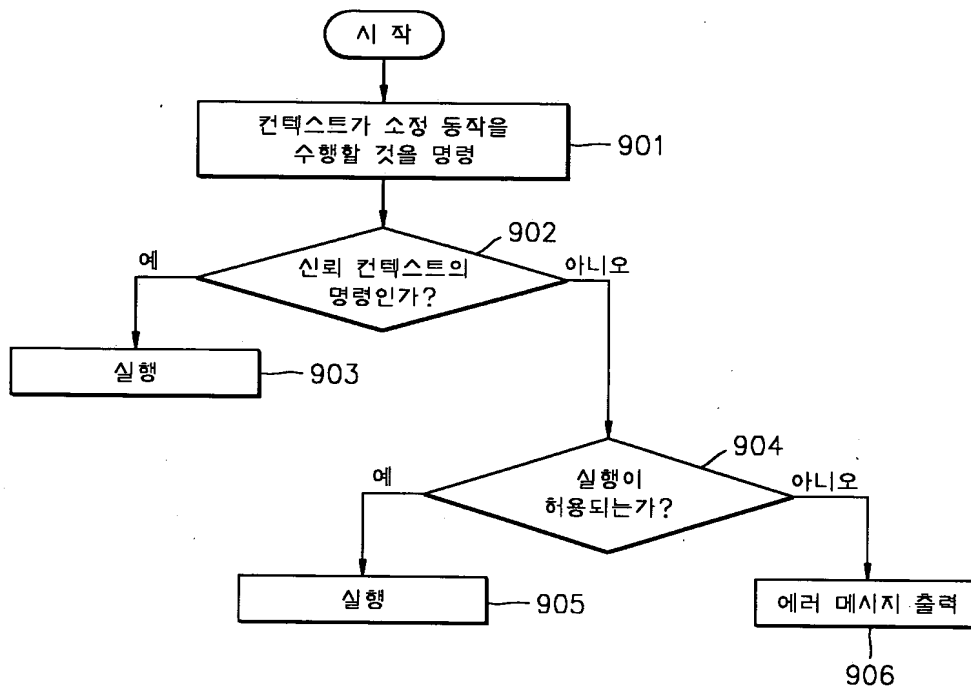 시 작
컨텍스트가 소정 동작을
수행할 것을 명령
901
902
예
아니오
신뢰 컨텍스트의
명령인가?
실행
903
904
예
아니오
실행이
허용되는가?
실행
905
에러 메시지 출력
906